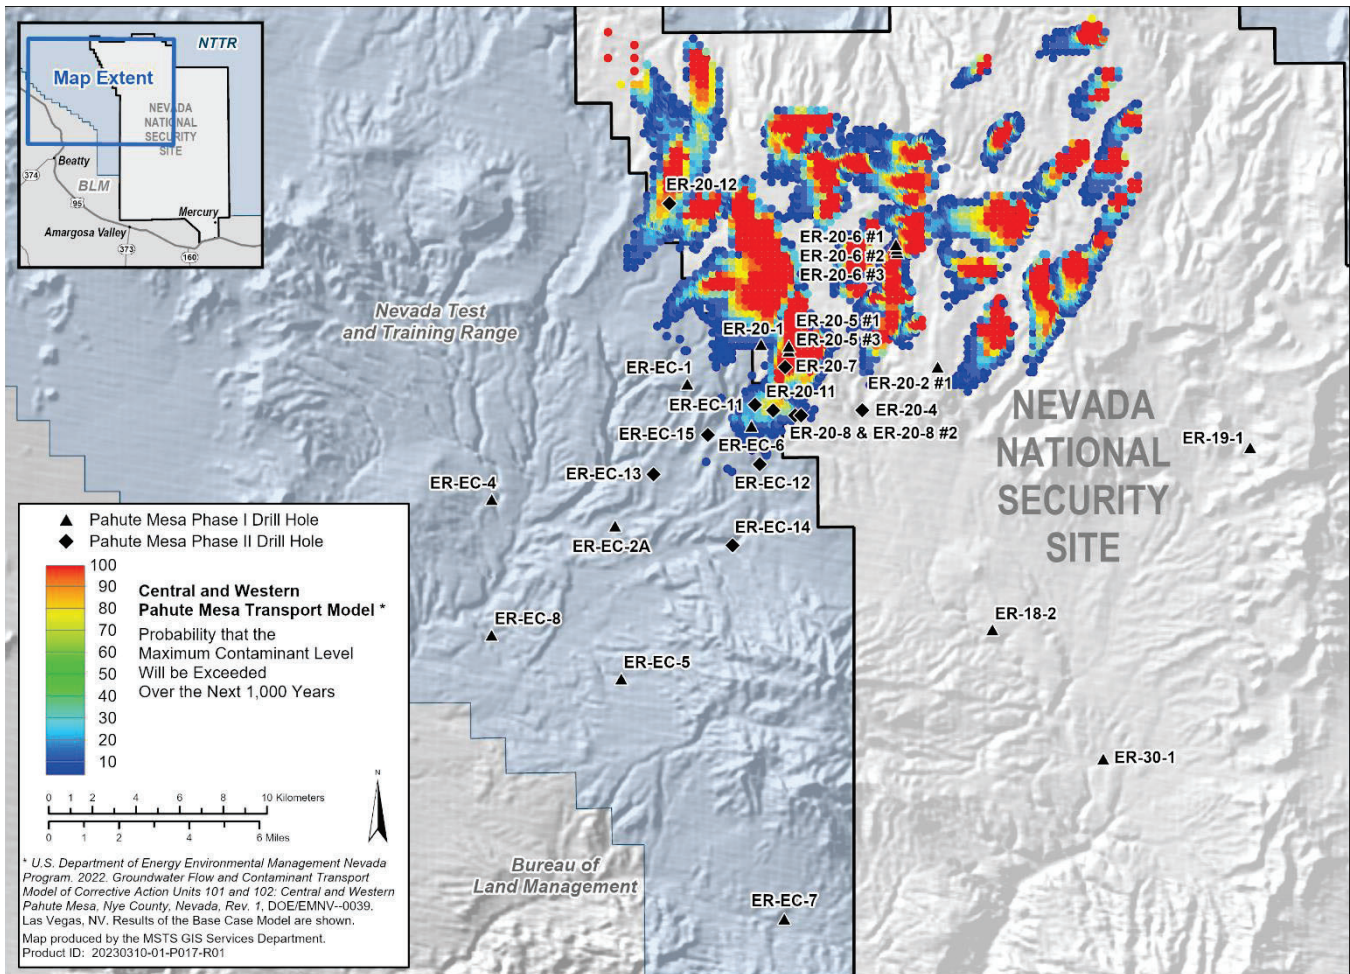 NTTR
Map Extent
NEVADA
NATIONAL
SECURITY
SITE
Beatty
374
BLM
95
Mercury
Amargosa Valley
373
160
Nevada Test
and Training Range
ER-20-12
ER-20-6 #1
ER-20-6 #2
ER-20-6 #3
ER-20-5 #1
ER-20-1
ER-20-5 #3
ER-EC-1
ER-20-7
ER-20-2 #1
ER-20-11
ER-EC-11
ER-20-4
ER-EC-15
ER-20-8 & ER-20-8 #2
ER-EC-6
ER-19-1
ER-EC-13
ER-EC-12
ER-EC-4
NEVADA
NATIONAL
SECURITY
SITE
ER-EC-14
ER-EC-2A
ER-EC-8
ER-18-2
ER-EC-5
ER-30-1
Bureau of
Land Management
ER-EC-7
Pahute Mesa Phase I Drill Hole
Pahute Mesa Phase II Drill Hole
100
90
80
70
60
50
40
30
20
10
Central and Western
Pahute Mesa Transport Model *
Probability that the
Maximum Contaminant Level
Will be Exceeded
Over the Next 1,000 Years
N
0 1 2 4 6 8 10 Kilometers
0 1 2 4 6 Miles
* U.S. Department of Energy Environmental Management Nevada
Program. 2022. Groundwater Flow and Contaminant Transport
Model of Corrective Action Units 101 and 102: Central and Western
Pahute Mesa, Nye County, Nevada, Rev. 1, DOE/EMNV--0039.
Las Vegas, NV. Results of the Base Case Model are shown.
Map produced by the MSTS GIS Services Department.
Product ID: 20230310-01-P017-R01